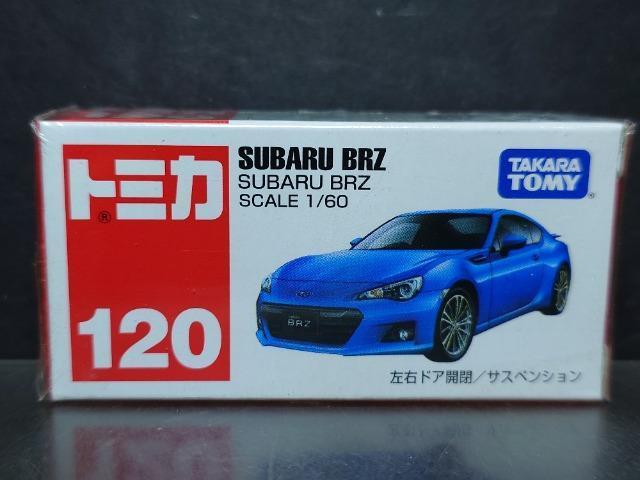 トミカ
®
120
SUBARU BRZ
SUBARU BRZ
SCALE 1/60
TAKARA
TOMY®
BRZ
左右ドア開閉/サスペンション